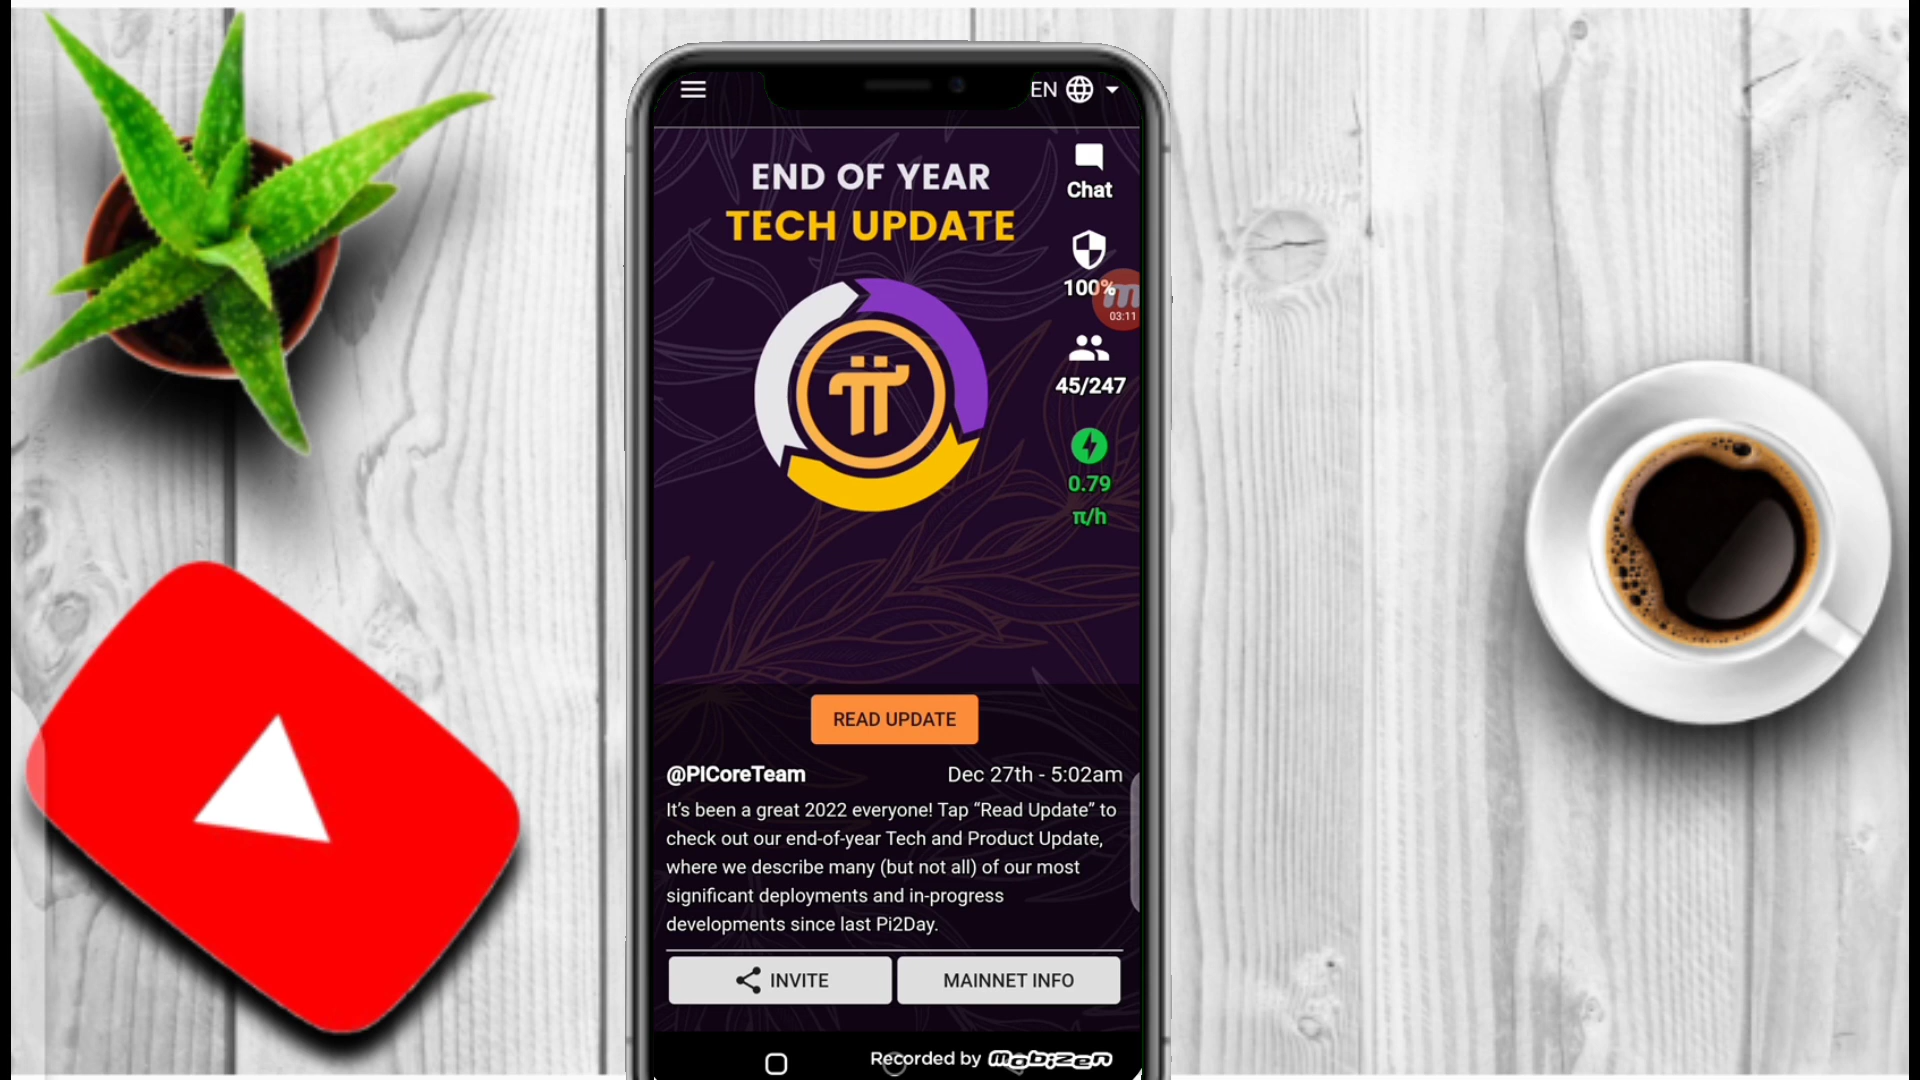 EN
END OF YEAR
TECH UPDATE
Chat
100%
m
03:11
45/247
0.79
π/h
READ UPDATE
@PiCoreTeam
Dec 27th - 5:02am
It’s been a great 2022 everyone! Tap “Read Update” to
check out our end-of-year Tech and Product Update,
where we describe many (but not all) of our most
significant deployments and in-progress
developments since last Pi2Day.
INVITE
MAINNET INFO
Recorded by mobizen